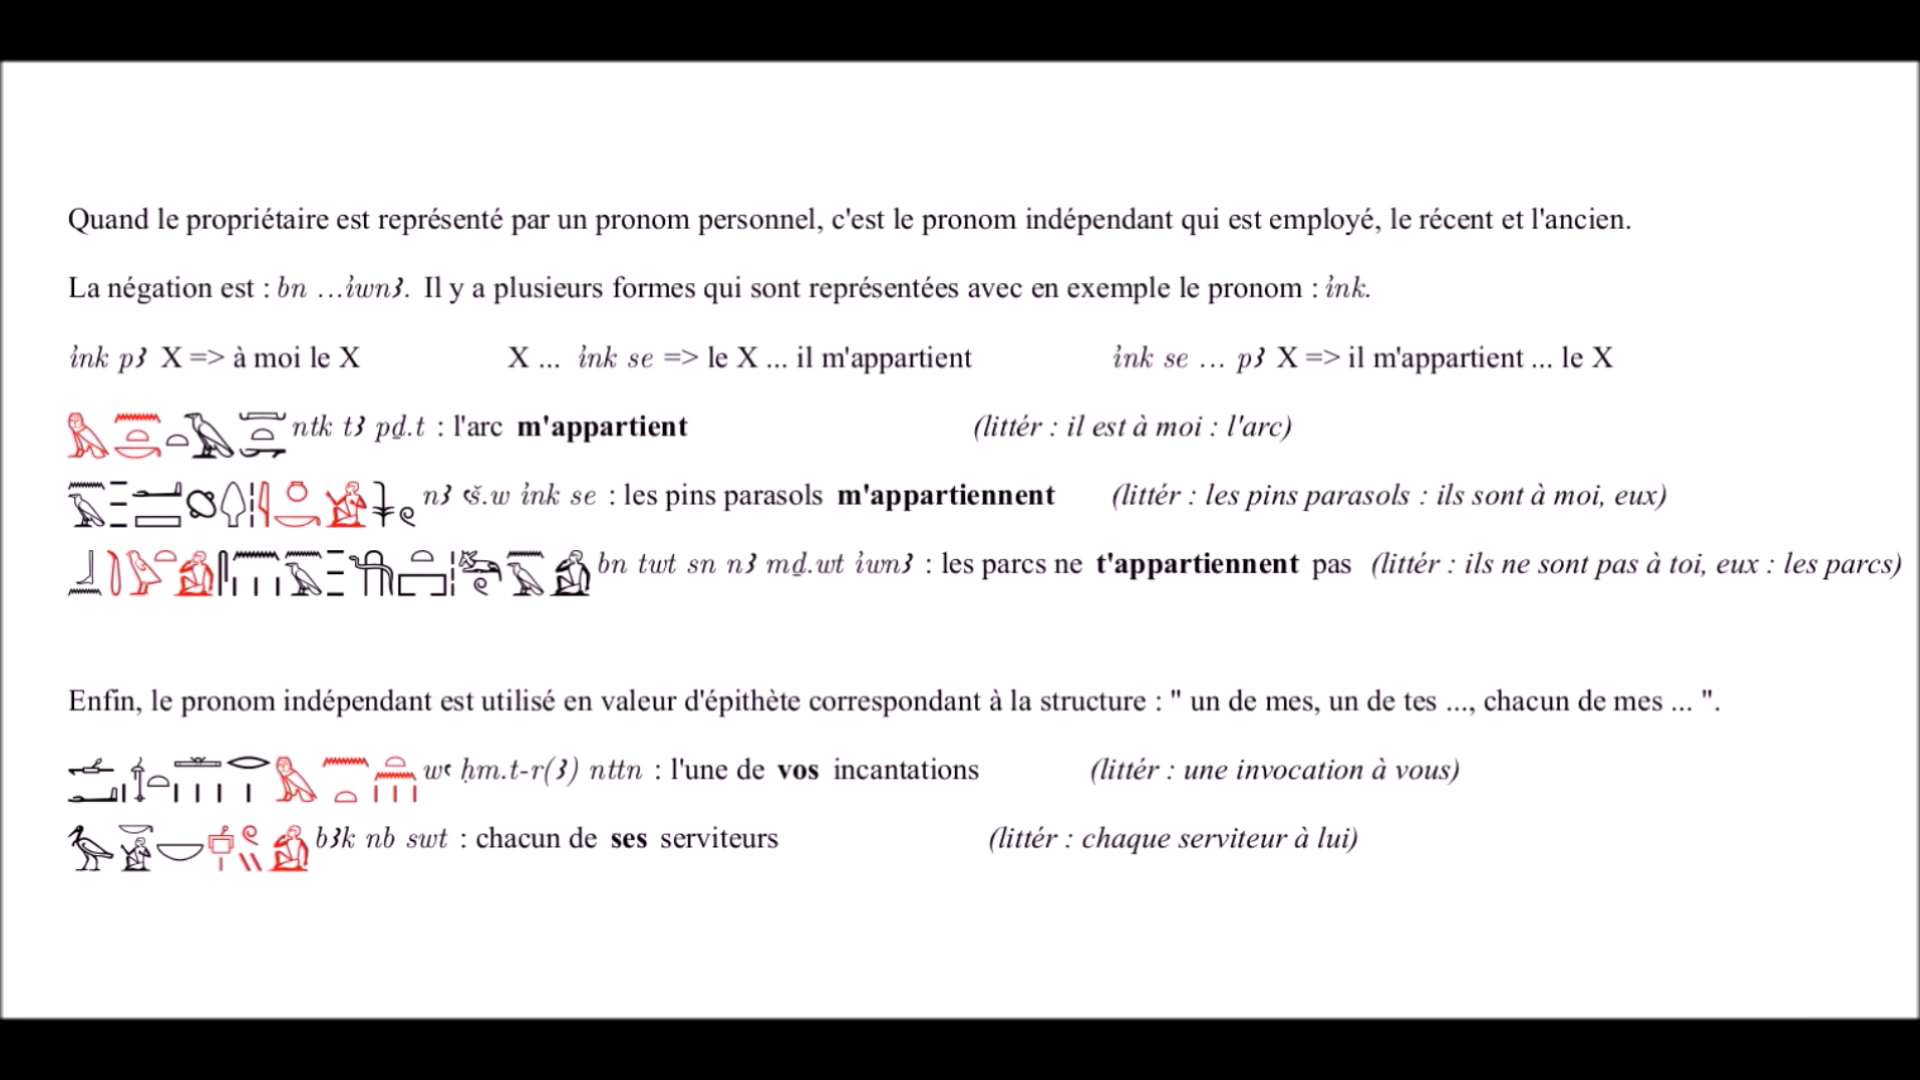 Quand le propriétaire est représenté par un pronom personnel, c'est le pronom indépendant qui est employé, le récent et l'ancien.
La négation est : bn …ỉwnꜣ. Il y a plusieurs formes qui sont représentées avec en exemple le pronom : ỉnk.
ỉnk pꜣ X => à moi le X X ... ỉnk se => le X ... il m'appartient ỉnk se … pꜣ X => il m'appartient ... le X
ntk tꜣ pḏ.t : l'arc m'appartient (littér : il est à moi : l'arc)
nꜣ ꜥš.w ỉnk se : les pins parasols m'appartiennent (littér : les pins parasols : ils sont à moi, eux)
bn twt sn nꜣ mḏ.wt ỉwnꜣ : les parcs ne t'appartiennent pas (littér : ils ne sont pas à toi, eux : les parcs)
Enfin, le pronom indépendant est utilisé en valeur d'épithète correspondant à la structure : " un de mes, un de tes ..., chacun de mes ... ".
wꜥ ḥm.t-r(ꜣ) nttn : l'une de vos incantations (littér : une invocation à vous)
bꜣk nb swt : chacun de ses serviteurs (littér : chaque serviteur à lui)